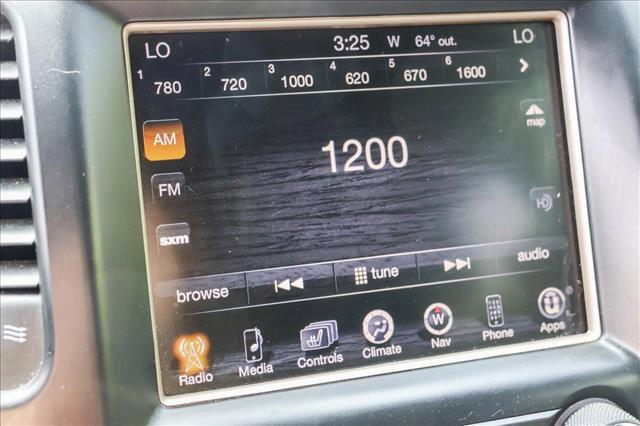 LO 3:25 W 64° out. LO
1 780 2 720 3 1000 4 620 5 670 6 1600
map
AM
1200
FM
HD
sxm
browse tune audio
Radio Media Controls Climate W Nav Phone Apps